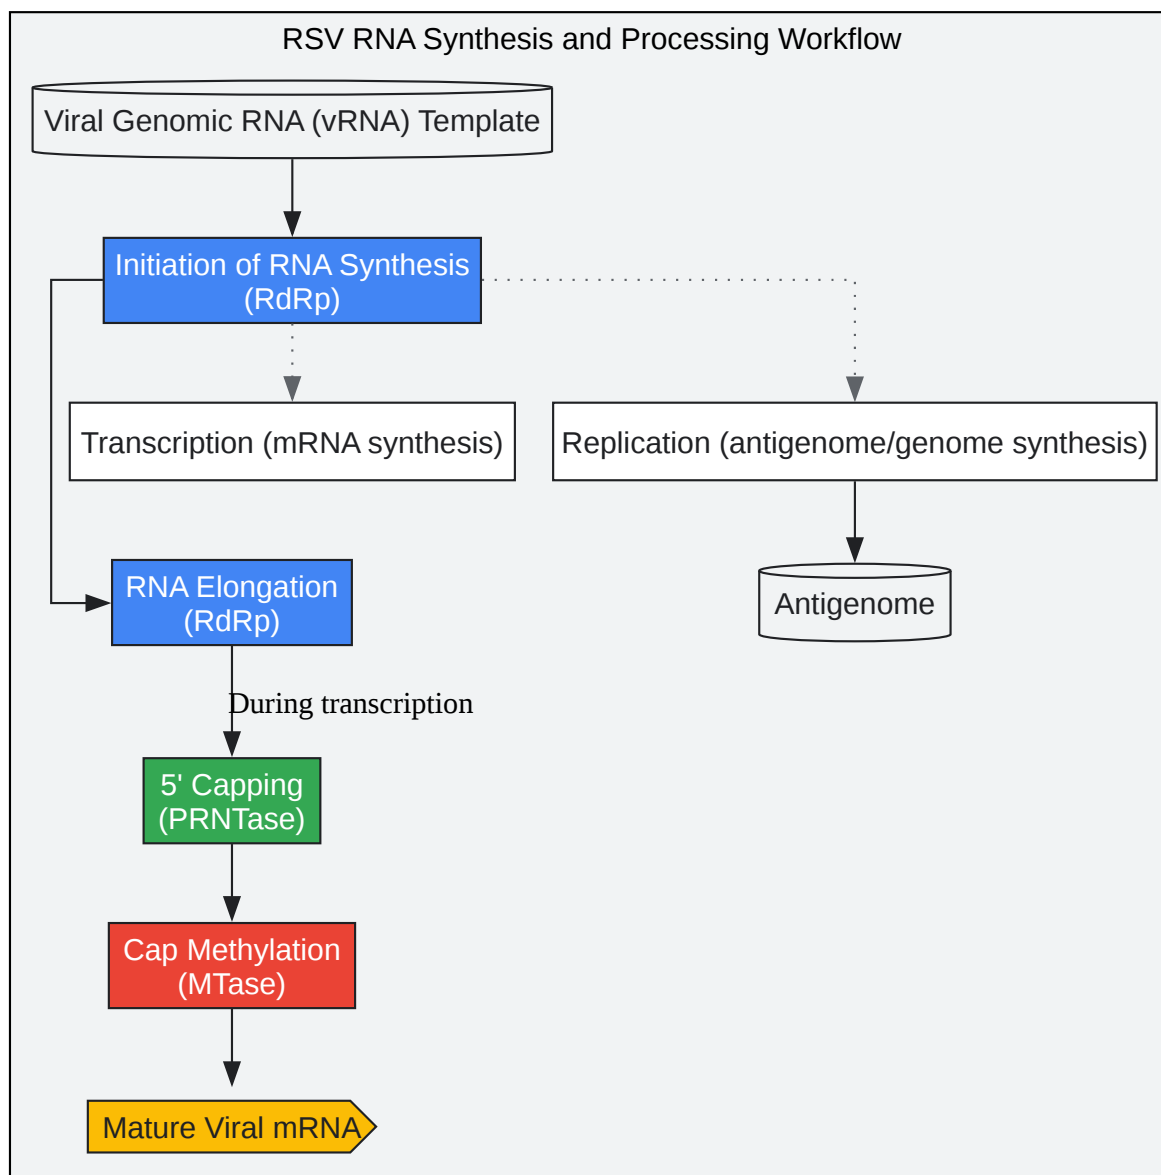 RSV RNA Synthesis and Processing Workflow
Viral Genomic RNA (vRNA) Template
Initiation of RNA Synthesis
(RdRp)
Transcription (mRNA synthesis)
Replication (antigenome/genome synthesis)
RNA Elongation
(RdRp)
Antigenome
During transcription
5' Capping
(PRNTase)
Cap Methylation
(MTase)
Mature Viral mRNA